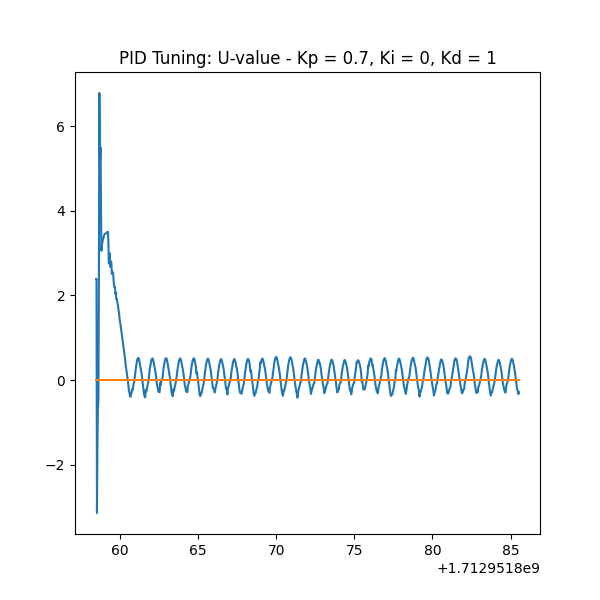 PID Tuning: U-value - Kp = 0.7, Ki = 0, Kd = 1
6
4
2
0
−2
60 65 70 75 80 85
+1.7129518e9